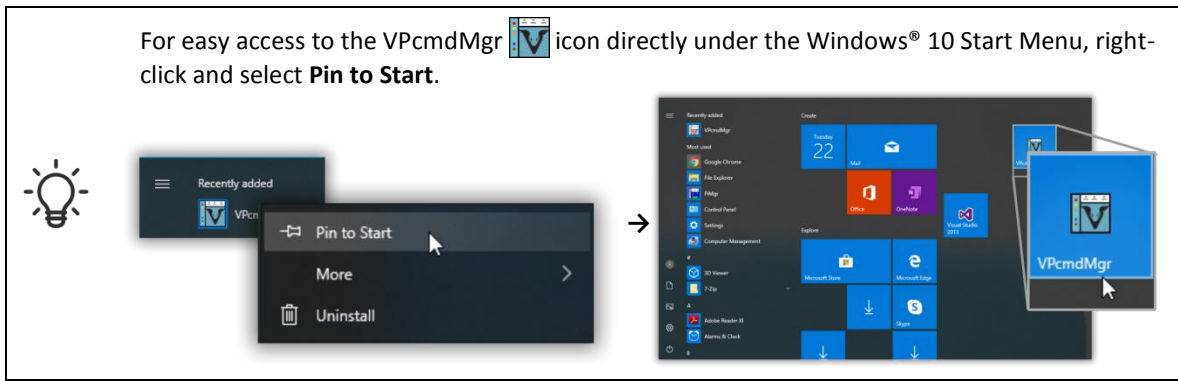 For easy access to the VPcmdMgr icon directly under the Windows® 10 Start Menu, right-
click and select Pin to Start.
Recently added
VPcn
Pin to Start
More
Uninstall
→
Recently added
VPcmdMgr
Most used
Google Chrome
File Explorer
PiMgr
Control Panel
Settings
Computer Management
#
3D Viewer
7-Zip
A
Adobe Reader XI
Alarms & Clock
Create
Tuesday
22
Mail
Office
OneNote
Visual Studio
2013
Explore
Microsoft Store
Microsoft Edge
Skype
VPcmdMgr